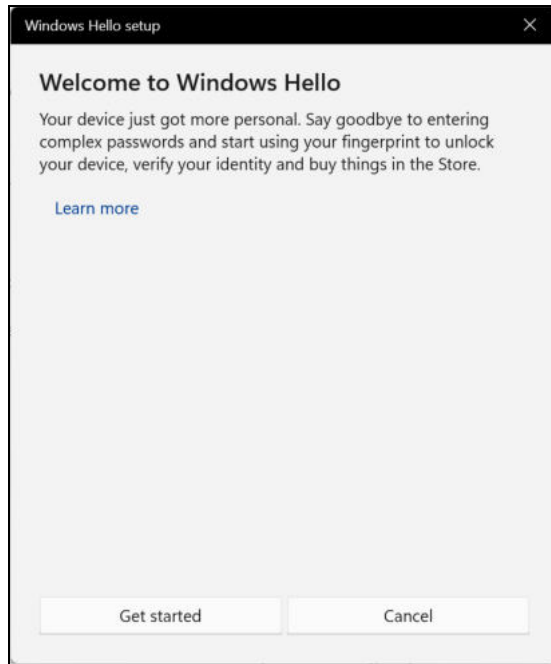 Windows Hello setup
Welcome to Windows Hello
Your device just got more personal. Say goodbye to entering
complex passwords and start using your fingerprint to unlock
your device, verify your identity and buy things in the Store.
Learn more
Get started
Cancel